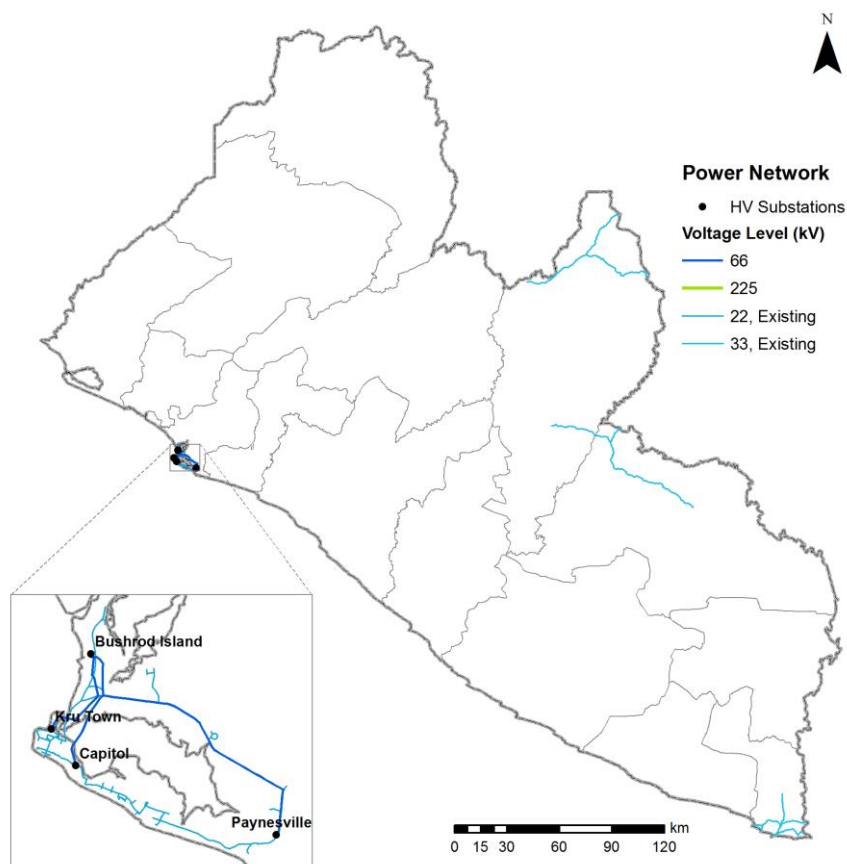 N
Power Network
HV Substations
Voltage Level (kV)
66
225
22, Existing
33, Existing
Bushrod Island
Kru Town
Capitol
Paynesville
km
0 15 30 60 90 120